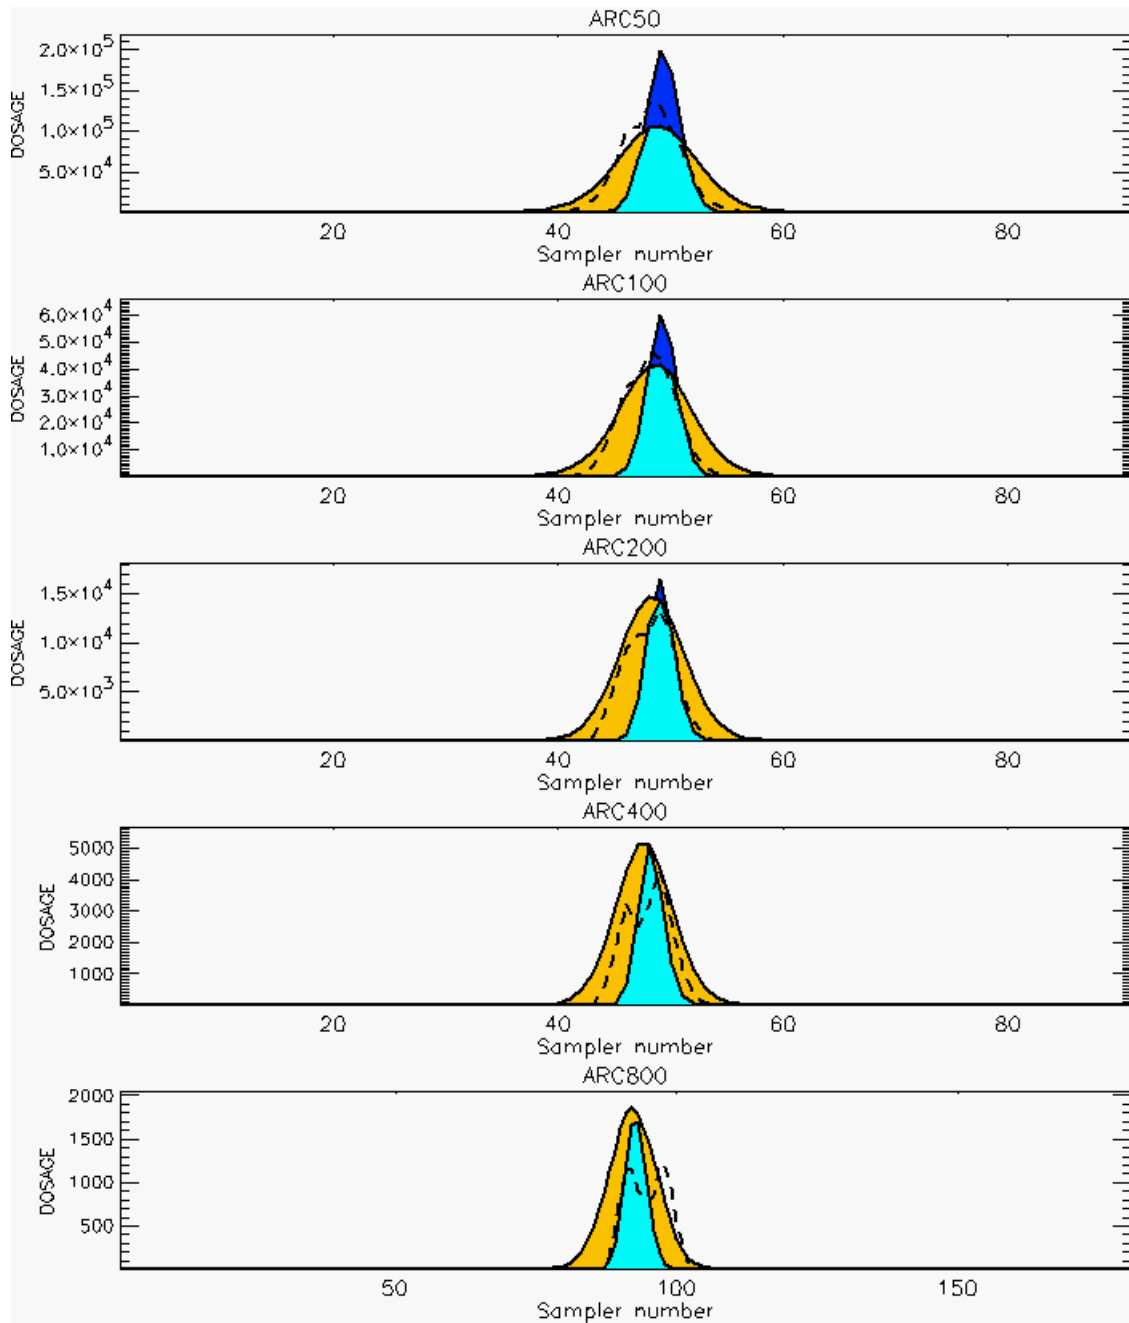 ARC50
2.0×10⁵
1.5×10⁵
1.0×10⁵
5.0×10⁴
DOSAGE
20 40 60 80
Sampler number
ARC100
6.0×10⁴
5.0×10⁴
4.0×10⁴
3.0×10⁴
2.0×10⁴
1.0×10⁴
DOSAGE
20 40 60 80
Sampler number
ARC200
1.5×10⁴
1.0×10⁴
5.0×10³
DOSAGE
20 40 60 80
Sampler number
ARC400
5000
4000
3000
2000
1000
DOSAGE
20 40 60 80
Sampler number
ARC800
2000
1500
1000
500
DOSAGE
50 100 150
Sampler number